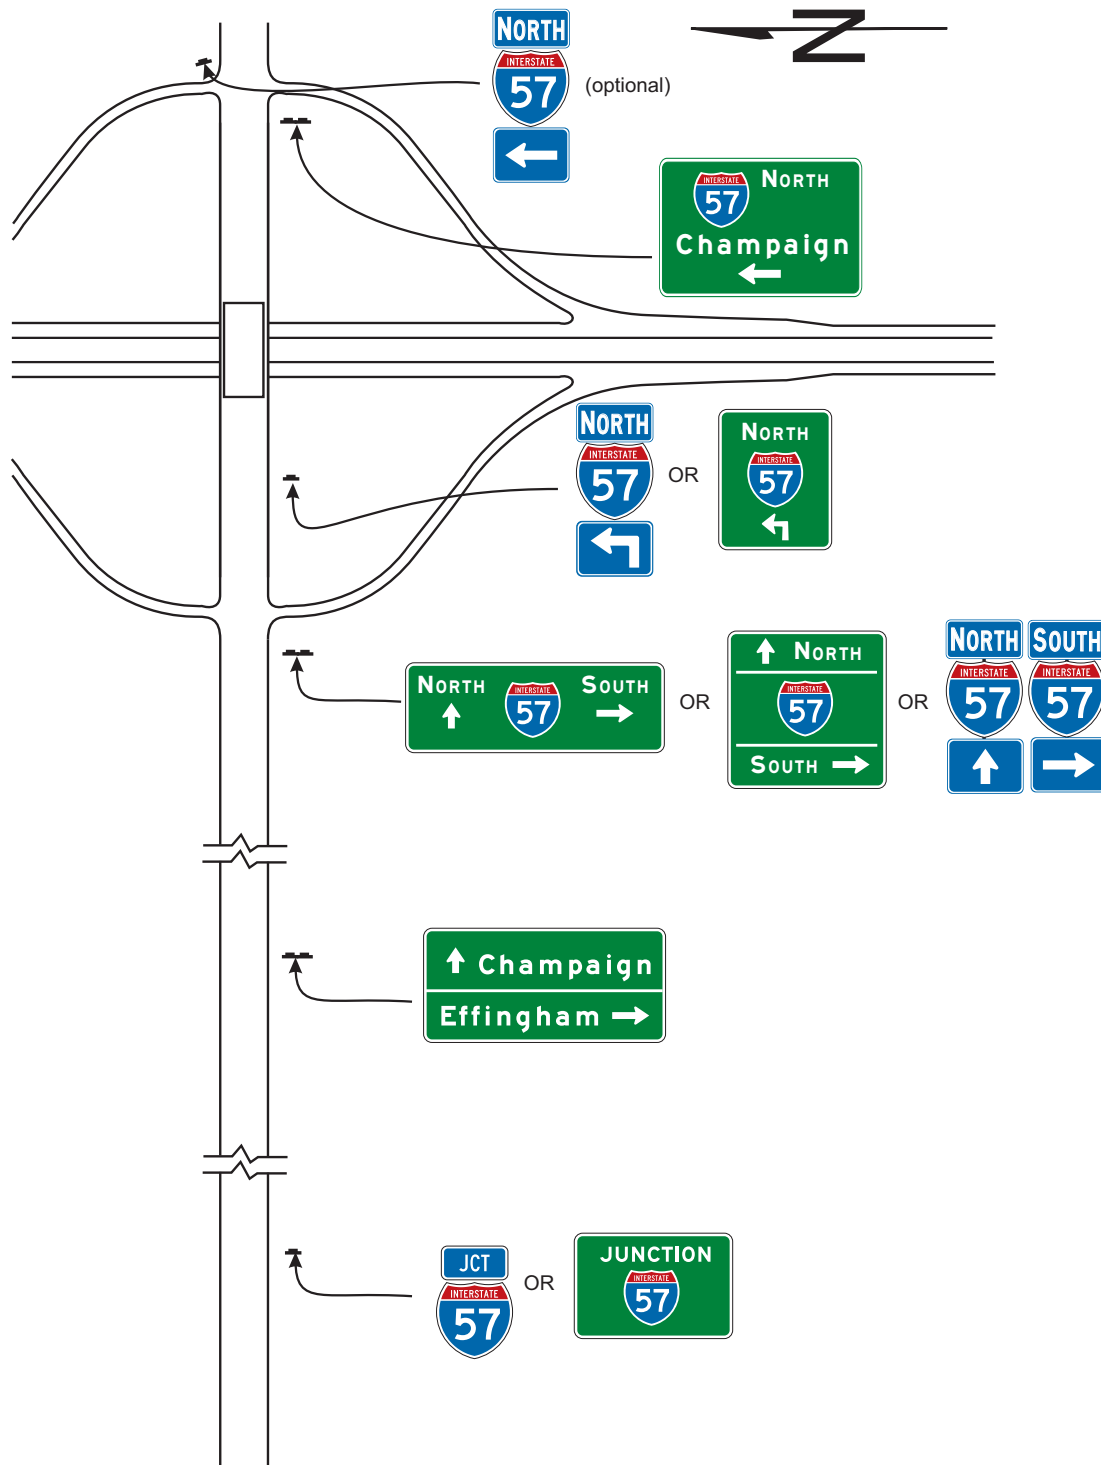 N
NORTH
INTERSTATE
57
(optional)
INTERSTATE
57
NORTH
Champaign
NORTH
INTERSTATE
57
OR
NORTH
INTERSTATE
57
NORTH
INTERSTATE
57
SOUTH
OR
NORTH
INTERSTATE
57
SOUTH
OR
NORTH
INTERSTATE
57
SOUTH
INTERSTATE
57
Champaign
Effingham
JCT
INTERSTATE
57
OR
JUNCTION
INTERSTATE
57